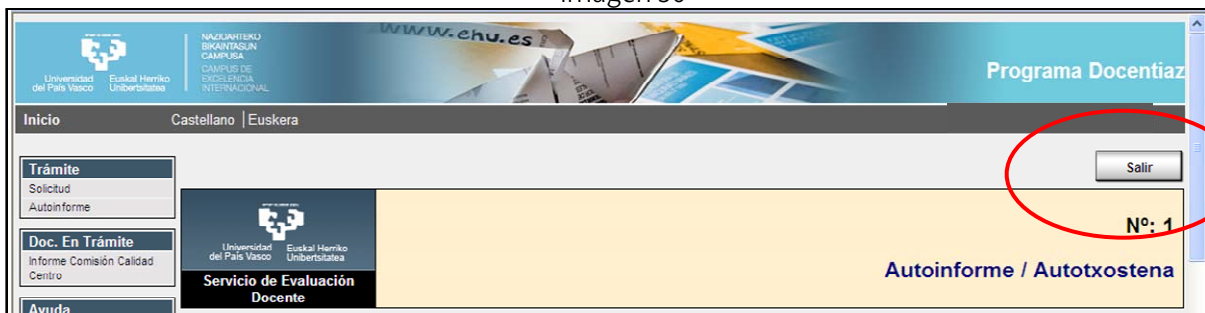 www.ehu.es
NAZIOARTEKO
BIKAINTASUN
CAMPUSA
CAMPUS DE
EXCELENCIA
INTERNACIONAL
Universidad Euskal Herriko
del País Vasco Unibertsitatea
Programa Docentiaz
Inicio Castellano | Euskera
Salir
Trámite
Solicitud
Autoinforme
Doc. En Trámite
Informe Comisión Calidad
Centro
Ayuda
Universidad Euskal Herriko
del País Vasco Unibertsitatea
Servicio de Evaluación
Docente
Nº: 1
Autoinforme / Autotxostena